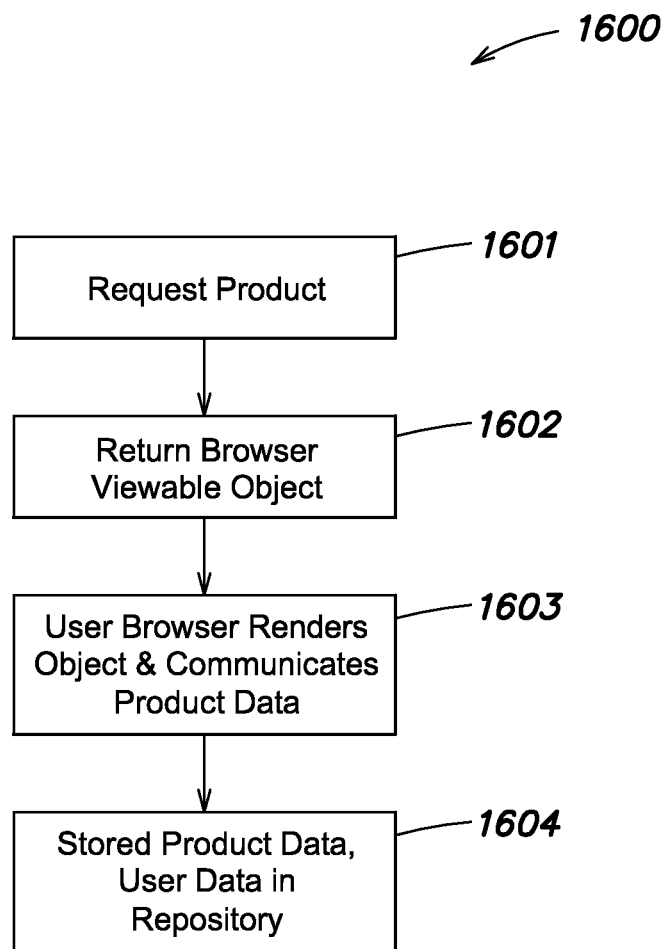 1600
1601
Request Product
1602
Return Browser
Viewable Object
1603
User Browser Renders
Object & Communicates
Product Data
1604
Stored Product Data,
User Data in
Repository